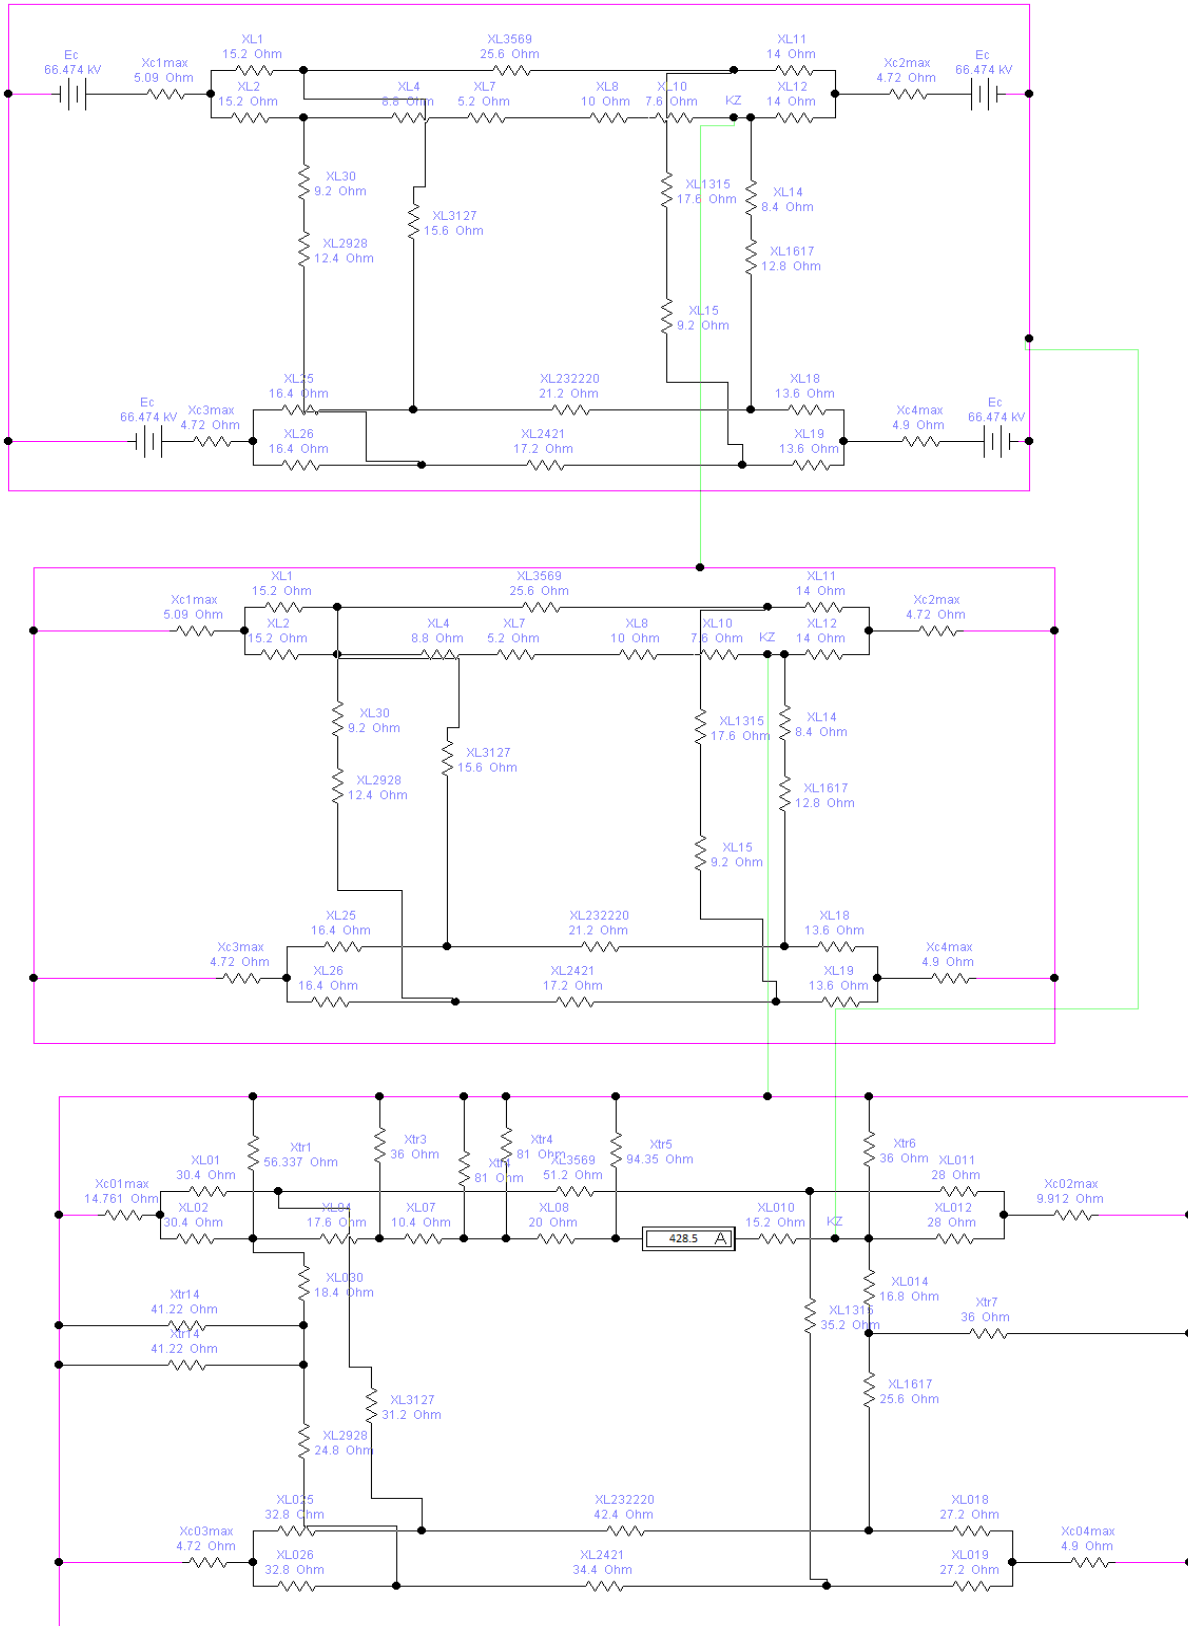 XL1
15.2 Ohm
XL3569
25.6 Ohm
XL11
14 Ohm
Ec
66.474 kV
Xc1max
5.09 Ohm
Xc2max
4.72 Ohm
Ec
66.474 kV
XL2
15.2 Ohm
XL4
8.8 Ohm
XL7
5.2 Ohm
XL8
10 Ohm
XL10
7.6 Ohm
KZ
XL12
14 Ohm
XL30
9.2 Ohm
XL3127
15.6 Ohm
XL1315
17.6 Ohm
XL14
8.4 Ohm
XL2928
12.4 Ohm
XL1617
12.8 Ohm
XL15
9.2 Ohm
XL25
16.4 Ohm
XL232220
21.2 Ohm
XL18
13.6 Ohm
Ec
66.474 kV
Xc3max
4.72 Ohm
Xc4max
4.9 Ohm
Ec
66.474 kV
XL26
16.4 Ohm
XL2421
17.2 Ohm
XL19
13.6 Ohm
XL1
15.2 Ohm
XL3569
25.6 Ohm
XL11
14 Ohm
Xc1max
5.09 Ohm
Xc2max
4.72 Ohm
XL2
15.2 Ohm
XL4
8.8 Ohm
XL7
5.2 Ohm
XL8
10 Ohm
XL10
7.6 Ohm
KZ
XL12
14 Ohm
XL30
9.2 Ohm
XL3127
15.6 Ohm
XL1315
17.6 Ohm
XL14
8.4 Ohm
XL2928
12.4 Ohm
XL1617
12.8 Ohm
XL15
9.2 Ohm
XL25
16.4 Ohm
XL232220
21.2 Ohm
XL18
13.6 Ohm
Xc3max
4.72 Ohm
Xc4max
4.9 Ohm
XL26
16.4 Ohm
XL2421
17.2 Ohm
XL19
13.6 Ohm
Xtr1
56.337 Ohm
Xtr3
36 Ohm
Xtr4
81 Ohm
Xtr4
81 Ohm
Xtr5
94.35 Ohm
Xtr6
36 Ohm
XL01
30.4 Ohm
XL3569
51.2 Ohm
XL011
28 Ohm
Xc01max
14.761 Ohm
Xc02max
9.912 Ohm
XL02
30.4 Ohm
XL04
17.6 Ohm
XL07
10.4 Ohm
XL08
20 Ohm
428.5 A
XL010
15.2 Ohm
KZ
XL012
28 Ohm
XL030
18.4 Ohm
XL014
16.8 Ohm
Xtr14
41.22 Ohm
Xtr14
41.22 Ohm
XL1315
35.2 Ohm
Xtr7
36 Ohm
XL3127
31.2 Ohm
XL1617
25.6 Ohm
XL2928
24.8 Ohm
XL025
32.8 Ohm
XL232220
42.4 Ohm
XL018
27.2 Ohm
Xc03max
4.72 Ohm
Xc04max
4.9 Ohm
XL026
32.8 Ohm
XL2421
34.4 Ohm
XL019
27.2 Ohm